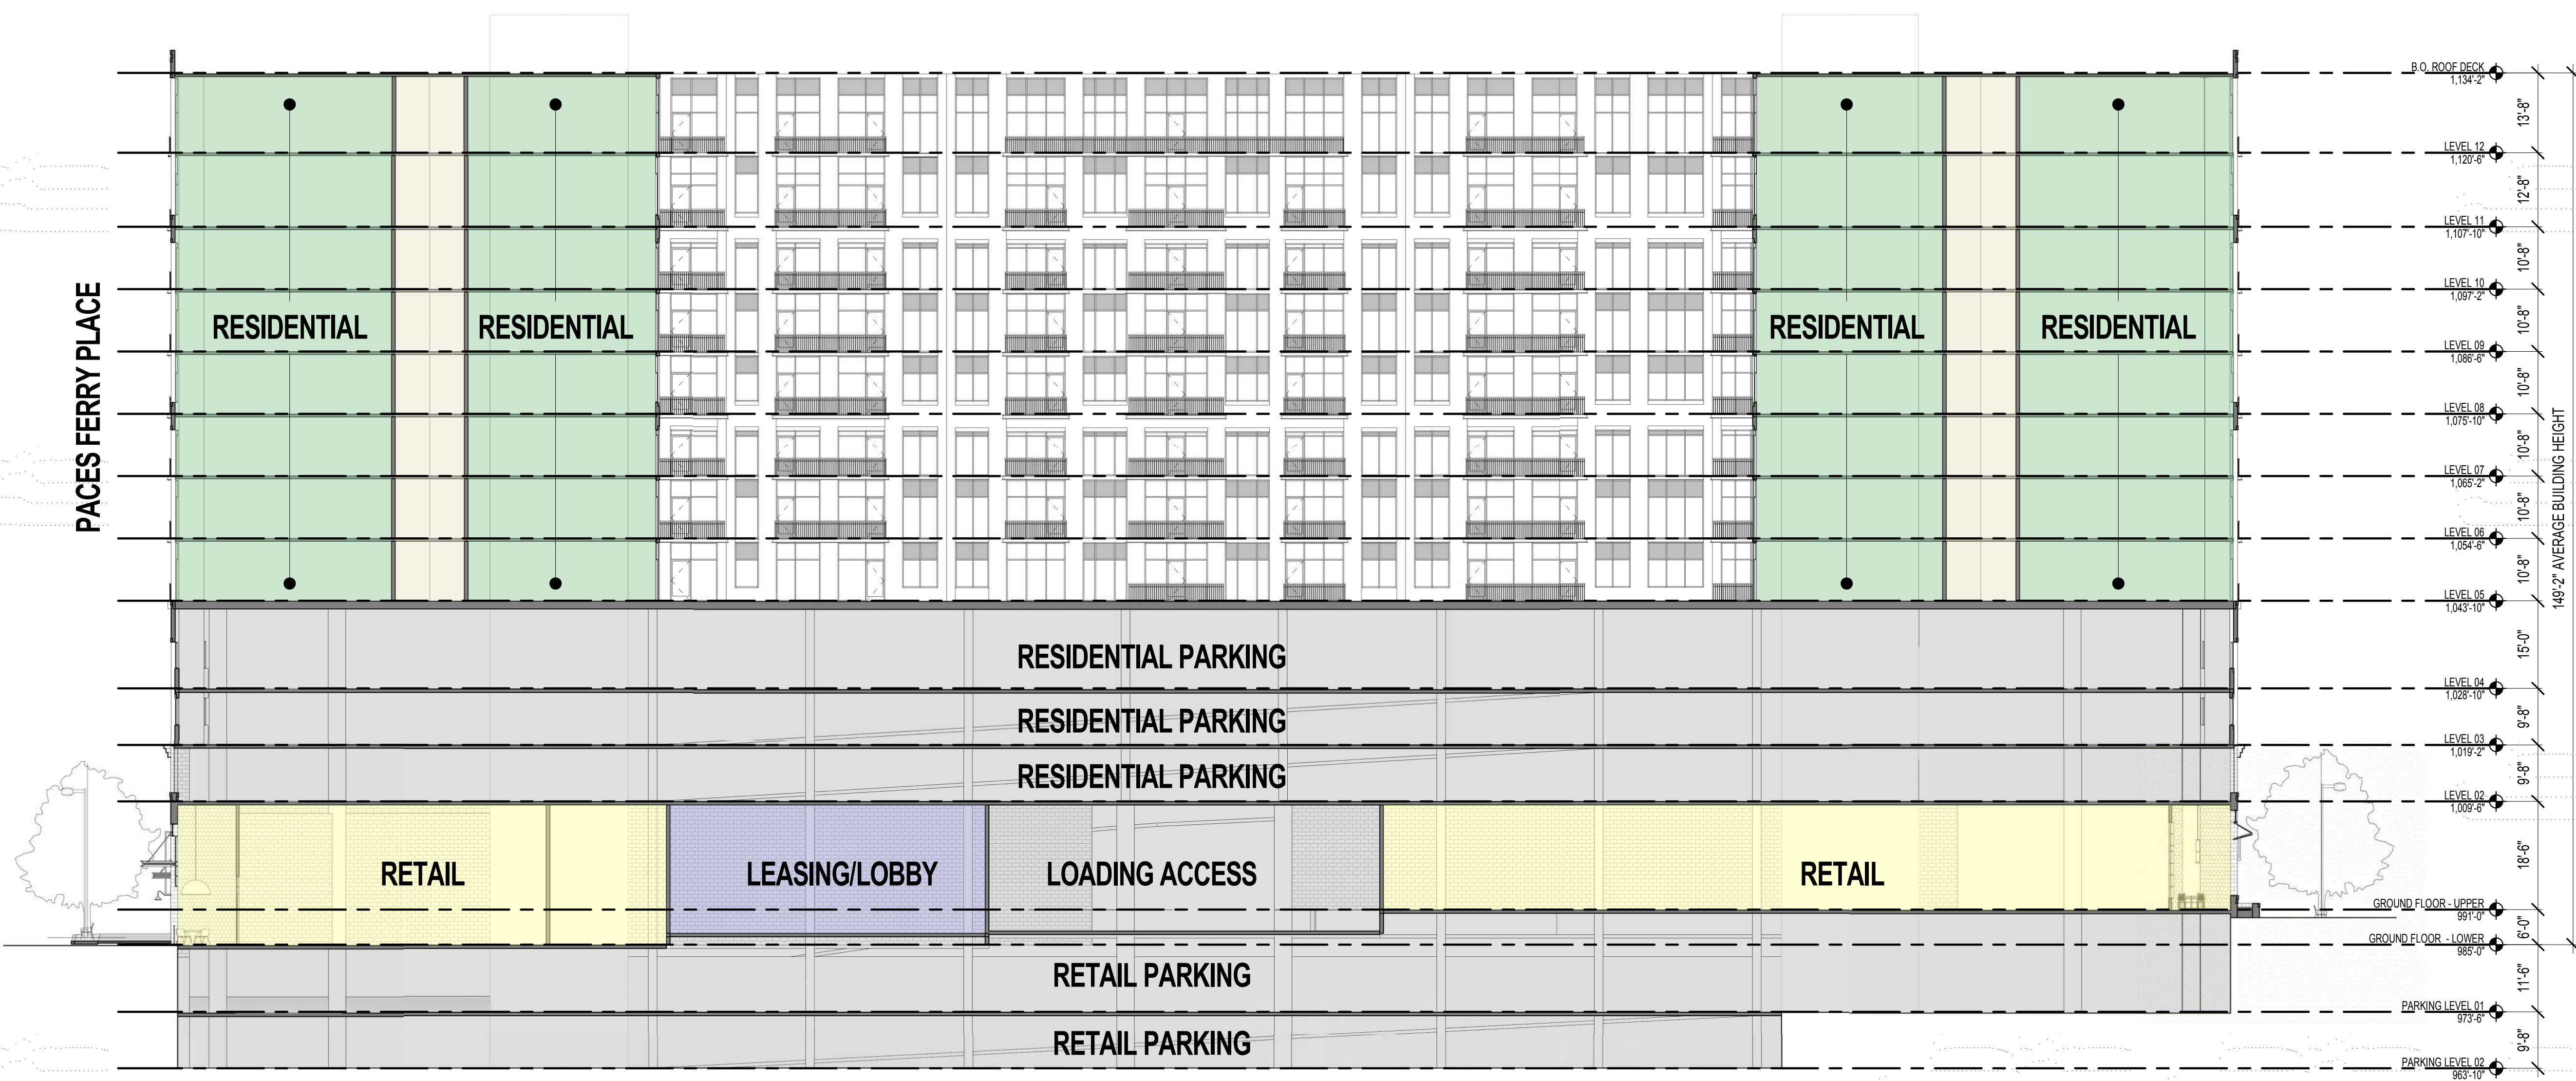 B.O. ROOF DECK
1,134'-2"
13'-8"
LEVEL 12
1,120'-6"
12'-8"
LEVEL 11
1,107'-10"
10'-8"
LEVEL 10
1,097'-2"
10'-8"
LEVEL 09
1,086'-6"
10'-8"
LEVEL 08
1,075'-10"
10'-8"
LEVEL 07
1,065'-2"
10'-8"
LEVEL 06
1,054'-6"
10'-8"
LEVEL 05
1,043'-10"
15'-0"
LEVEL 04
1,028'-10"
9'-8"
LEVEL 03
1,019'-2"
9'-8"
LEVEL 02
1,009'-6"
18'-6"
GROUND FLOOR - UPPER
991'-0"
6'-0"
GROUND FLOOR - LOWER
985'-0"
11'-6"
PARKING LEVEL 01
973'-6"
9'-8"
PARKING LEVEL 02
963'-10"
149'-2" AVERAGE BUILDING HEIGHT
PACES FERRY PLACE
RESIDENTIAL RESIDENTIAL RESIDENTIAL RESIDENTIAL
RESIDENTIAL PARKING
RESIDENTIAL PARKING
RESIDENTIAL PARKING
RETAIL LEASING/LOBBY LOADING ACCESS RETAIL
RETAIL PARKING
RETAIL PARKING